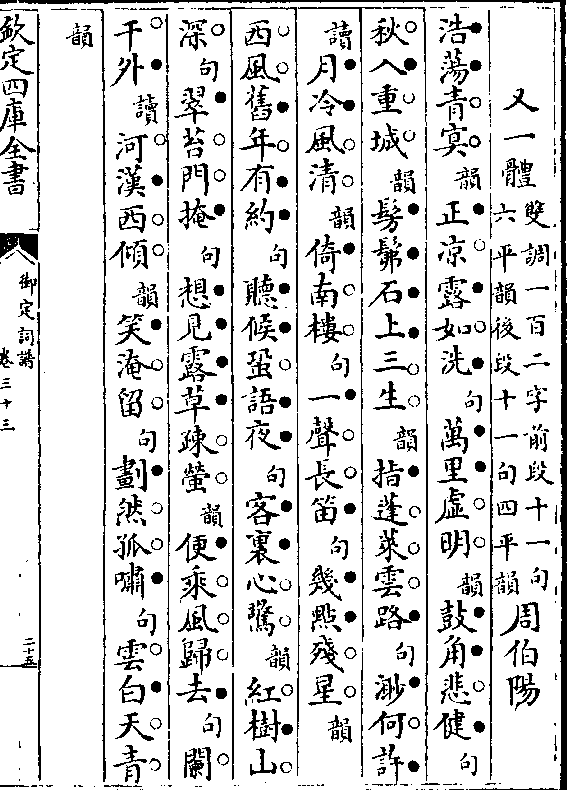 又一體 雙調一百二字前段十一句
六平韻後段十一句四平韻 周伯陽
浩蕩青冥韻正凉露如洗句萬里虛明韻鼓角悲健句
秋入重城韻髣髴石上三生韻指蓬萊雲路句渺何許
讀月冷風清韻倚南樓句一聲長笛句幾點殘星韻
西風舊年有約句聽候蛩語夜句客裏心驚韻紅樹山
深句翠苔門掩句想見露草疎螢韻便乘風歸去句闌
干外讀河漢西傾韻笑淹留句劃然孤嘯句雲白天青
韻
欽定四庫全書
御定詞譜
卷三十三
二十五